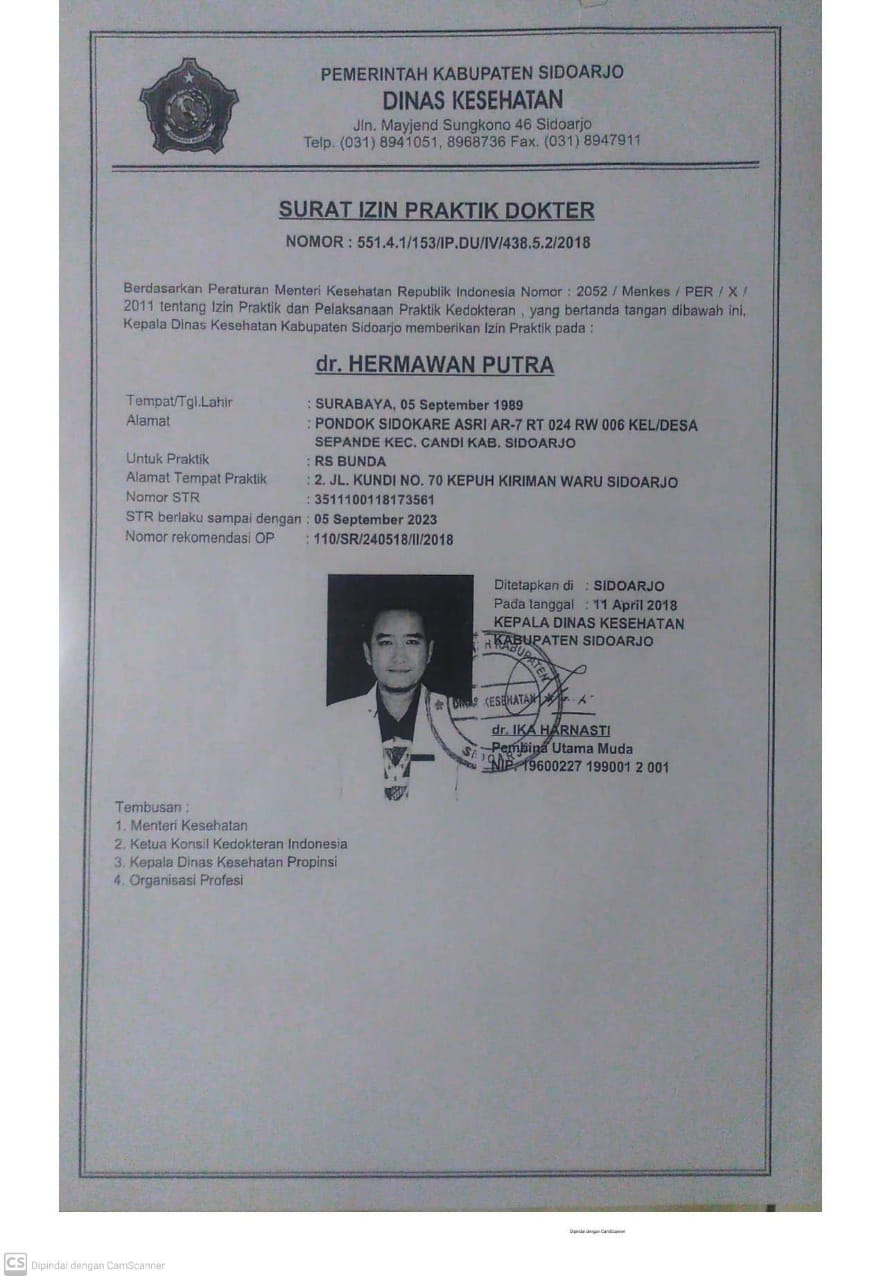 PEMERINTAH KABUPATEN SIDOARJO
DINAS KESEHATAN
Jln. Mayjend Sungkono 46 Sidoarjo
Telp. (031) 8941051, 8968736 Fax. (031) 8947911
SURAT IZIN PRAKTIK DOKTER
NOMOR : 551.4.1/153/IP.DU/IV/438.5.2/2018
Berdasarkan Peraturan Menteri Kesehatan Republik Indonesia Nomor : 2052 / Menkes / PER / X /
2011 tentang Izin Praktik dan Pelaksanaan Praktik Kedokteran , yang bertanda tangan dibawah ini,
Kepala Dinas Kesehatan Kabupaten Sidoarjo memberikan Izin Praktik pada :
dr. HERMAWAN PUTRA
Tempat/Tgl.Lahir : SURABAYA, 05 September 1989
Alamat : PONDOK SIDOKARE ASRI AR-7 RT 024 RW 006 KEL/DESA
SEPANDE KEC. CANDI KAB. SIDOARJO
Untuk Praktik : RS BUNDA
Alamat Tempat Praktik : 2. JL. KUNDI NO. 70 KEPUH KIRIMAN WARU SIDOARJO
Nomor STR : 3511100118173561
STR berlaku sampai dengan : 05 September 2023
Nomor rekomendasi OP : 110/SR/240518/II/2018
Ditetapkan di : SIDOARJO
Pada tanggal : 11 April 2018
KEPALA DINAS KESEHATAN
KABUPATEN SIDOARJO
KABUPATEN
DINAS KESEHATAN
SIDOARJO
dr. IKA HARNASTI
Pembina Utama Muda
NIP. 19600227 199001 2 001
Tembusan :
1. Menteri Kesehatan
2. Ketua Konsil Kedokteran Indonesia
3. Kepala Dinas Kesehatan Propinsi
4. Organisasi Profesi
Dipindai dengan CamScanner
CS Dipindai dengan CamScanner